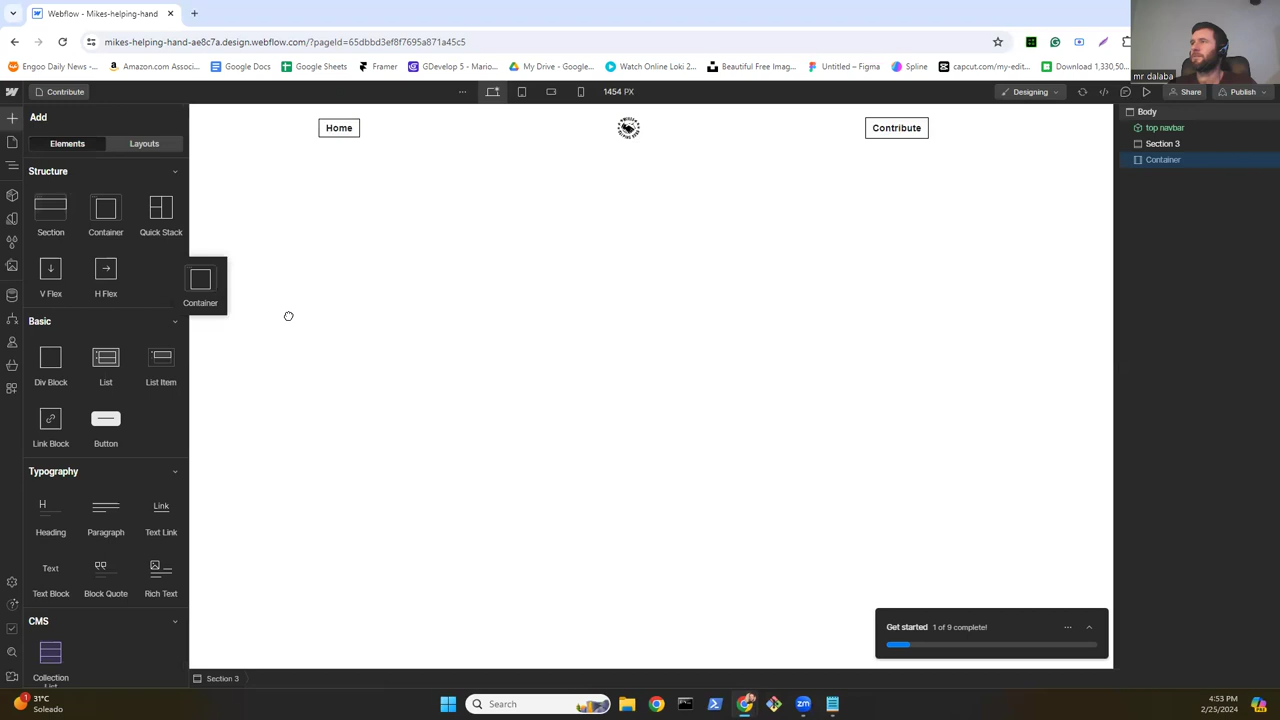 Webflow - Mikes-helping-hand
mikes-helping-hand-ae8c7a.design.webflow.com/?pageId=65dbbd3ef8f7695a871a45c5
Engoo Daily News -...
Amazon.com Associa...
Google Docs
Google Sheets
Framer
GDevelop 5 - Mario...
My Drive - Google...
Watch Online Loki 2...
Beautiful Free Imag...
Untitled – Figma
Spline
capcut.com/my-edit...
Download 1,330,50...
mr dalaba
Contribute
1454 PX
Designing
Share
Publish
Add
Elements
Layouts
Structure
Section
Container
Quick Stack
V Flex
H Flex
Container
Basic
Div Block
List
List Item
Link Block
Button
Typography
H
Link
Heading
Paragraph
Text Link
Text
Text Block
Block Quote
Rich Text
CMS
Collection
List
Home
Contribute
Body
top navbar
Section 3
Container
Get started 1 of 9 complete!
Section 3
1
31°C
Soleado
Search
zm
4:53 PM
2/25/2024